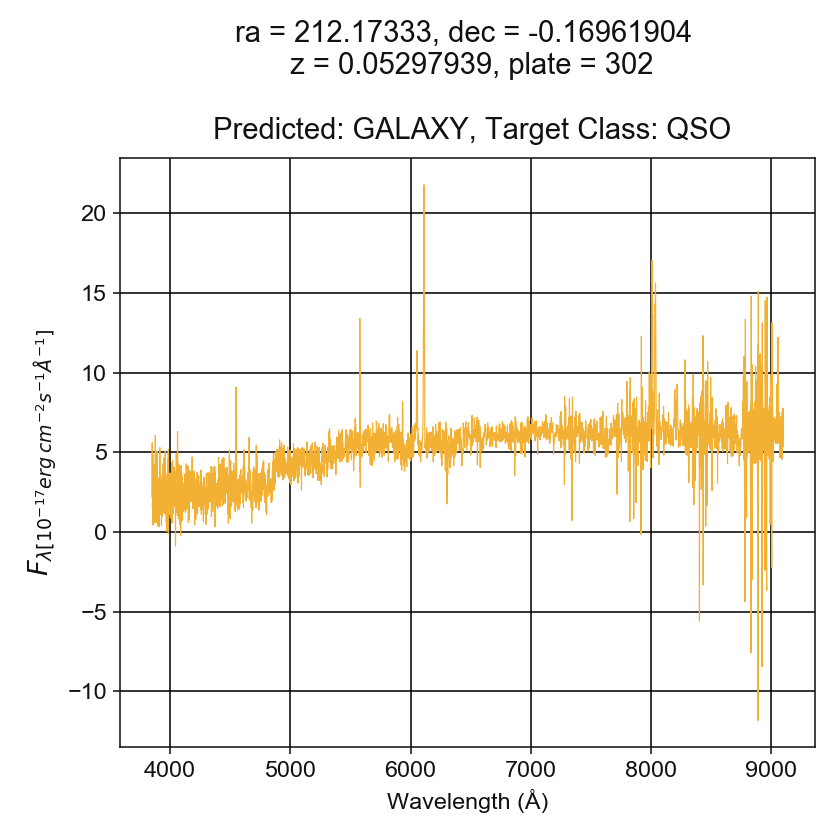 ra = 212.17333, dec = -0.16961904
z = 0.05297939, plate = 302
Predicted: GALAXY, Target Class: QSO
20
15
10
5
0
−5
−10
F_{λ[10^{−17}erg cm^{−2}s^{−1}Å^{−1}]}
4000 5000 6000 7000 8000 9000
Wavelength (Å)